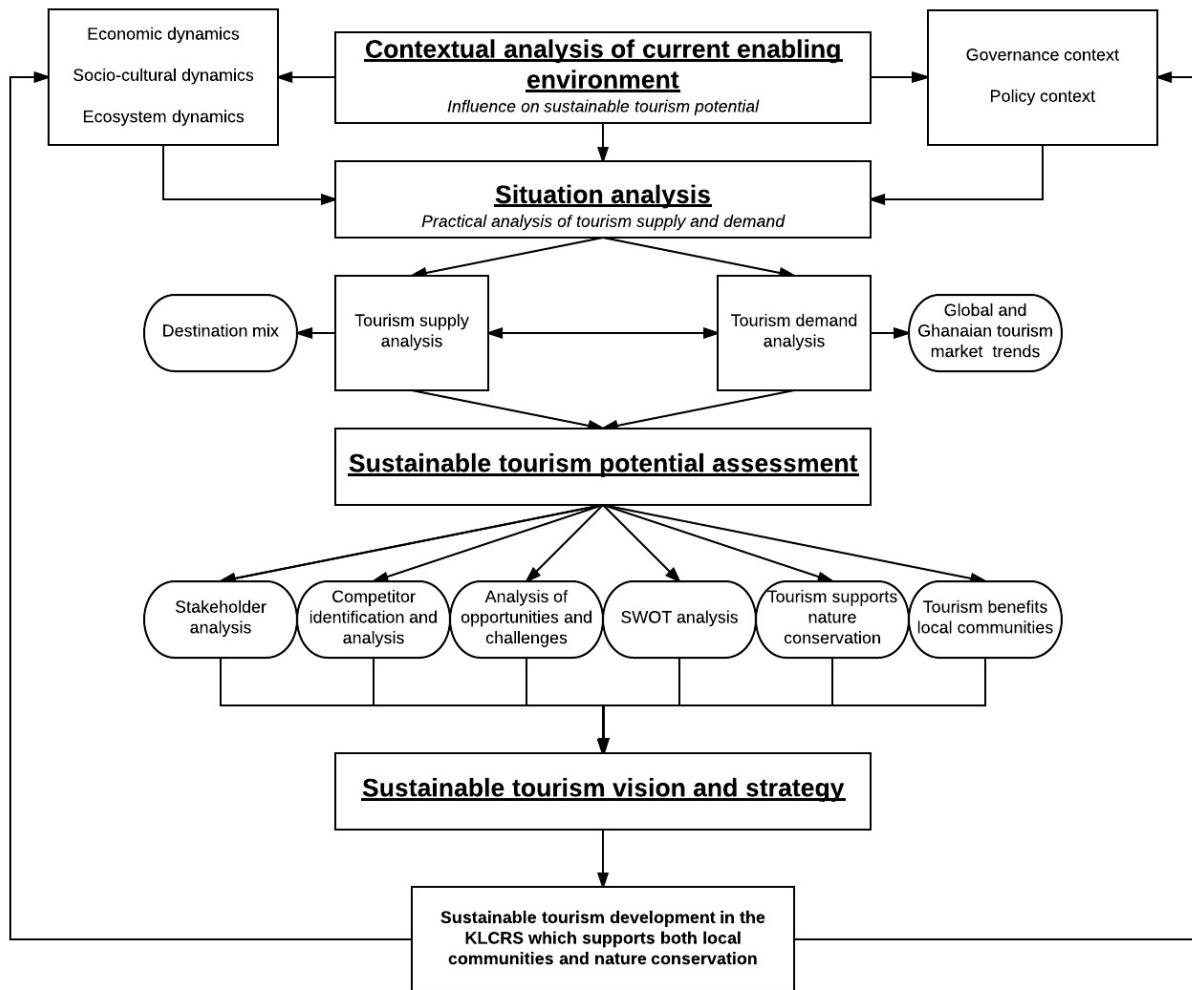 Economic dynamics
Socio-cultural dynamics
Ecosystem dynamics
Contextual analysis of current enabling
environment
Influence on sustainable tourism potential
Governance context
Policy context
Situation analysis
Practical analysis of tourism supply and demand
Destination mix
Tourism supply
analysis
Tourism demand
analysis
Global and
Ghanaian tourism
market trends
Sustainable tourism potential assessment
Stakeholder
analysis
Competitor
identification and
analysis
Analysis of
opportunities and
challenges
SWOT analysis
Tourism supports
nature
conservation
Tourism benefits
local communities
Sustainable tourism vision and strategy
Sustainable tourism development in the
KLCRS which supports both local
communities and nature conservation